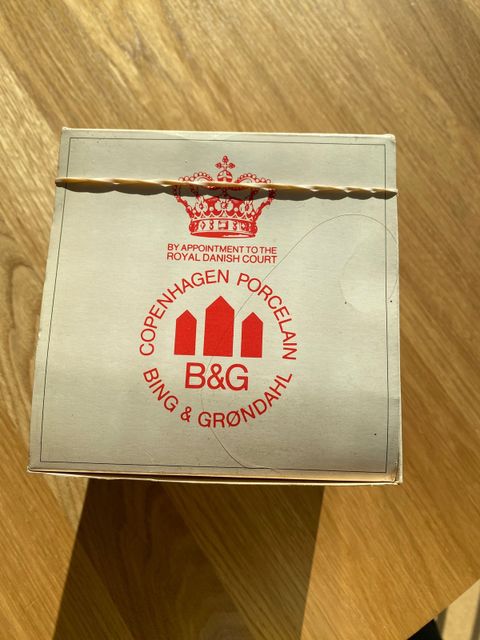 BY APPOINTMENT TO THE
ROYAL DANISH COURT
COPENHAGEN PORCELAIN
B&G
BING & GRØNDAHL